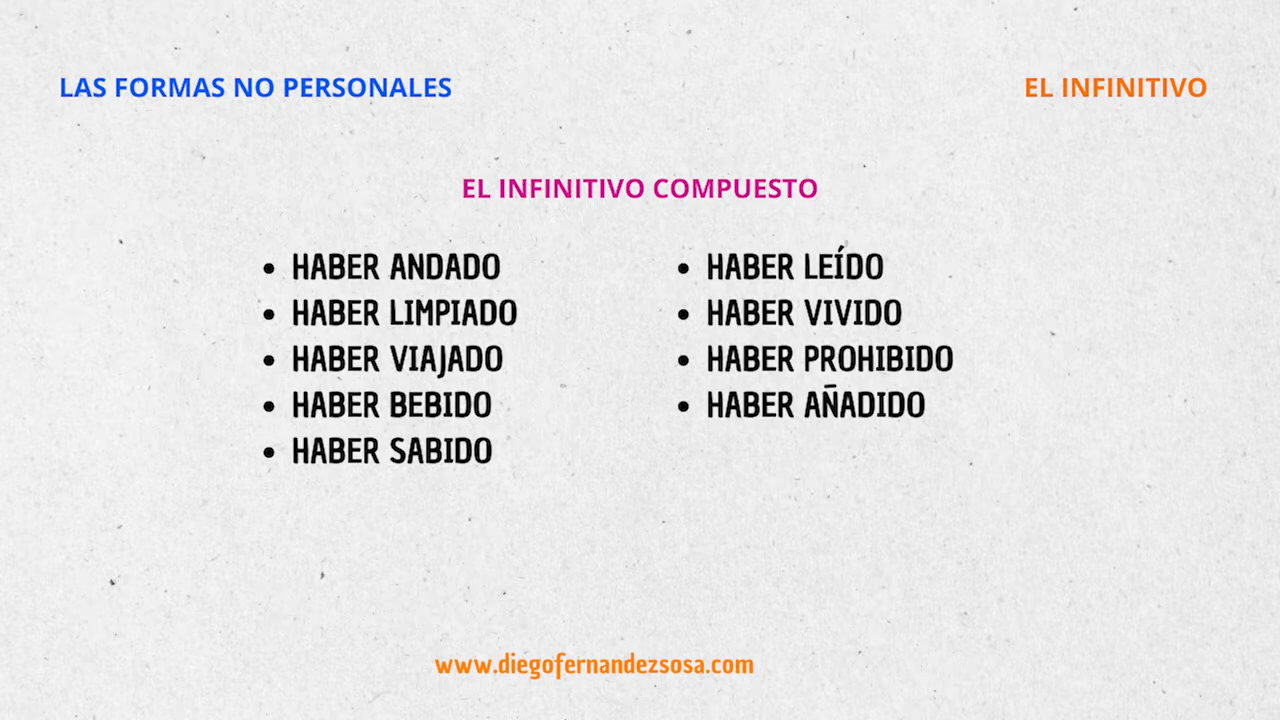 LAS FORMAS NO PERSONALES
EL INFINITIVO
EL INFINITIVO COMPUESTO
• HABER ANDADO
• HABER LIMPIADO
• HABER VIAJADO
• HABER BEBIDO
• HABER SABIDO
• HABER LEÍDO
• HABER VIVIDO
• HABER PROHIBIDO
• HABER AÑADIDO
www.diegofernandezsosa.com